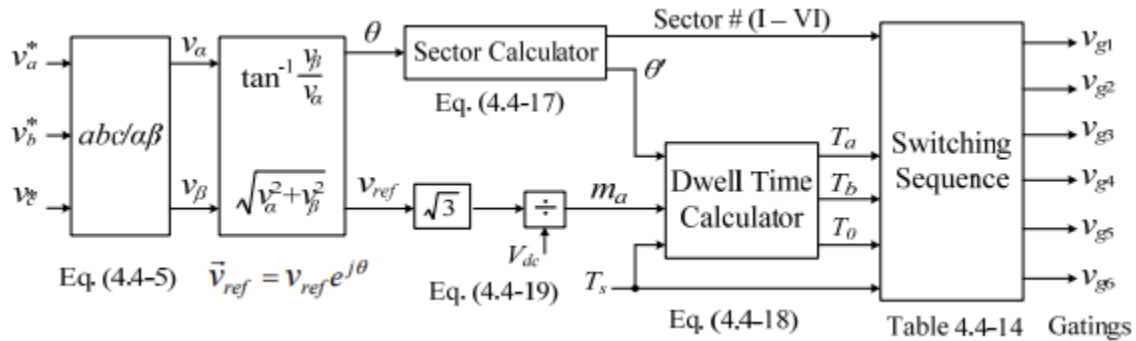 Sector # (I – VI)
v*a
vα
θ
Sector Calculator
θ'
vg1
tan⁻¹ vβ/vα
vg2
Eq. (4.4-17)
v*b
abc/αβ
Ta
Switching Sequence
vg3
Dwell Time Calculator
Tb
vg4
v*c
vβ
√v²α+v²β
vref
√3
÷
ma
T0
vg5
Vdc
Eq. (4.4-5)
v⃗ref = vref e^jθ
Eq. (4.4-19)
Ts
vg6
Eq. (4.4-18)
Table 4.4-14
Gatings